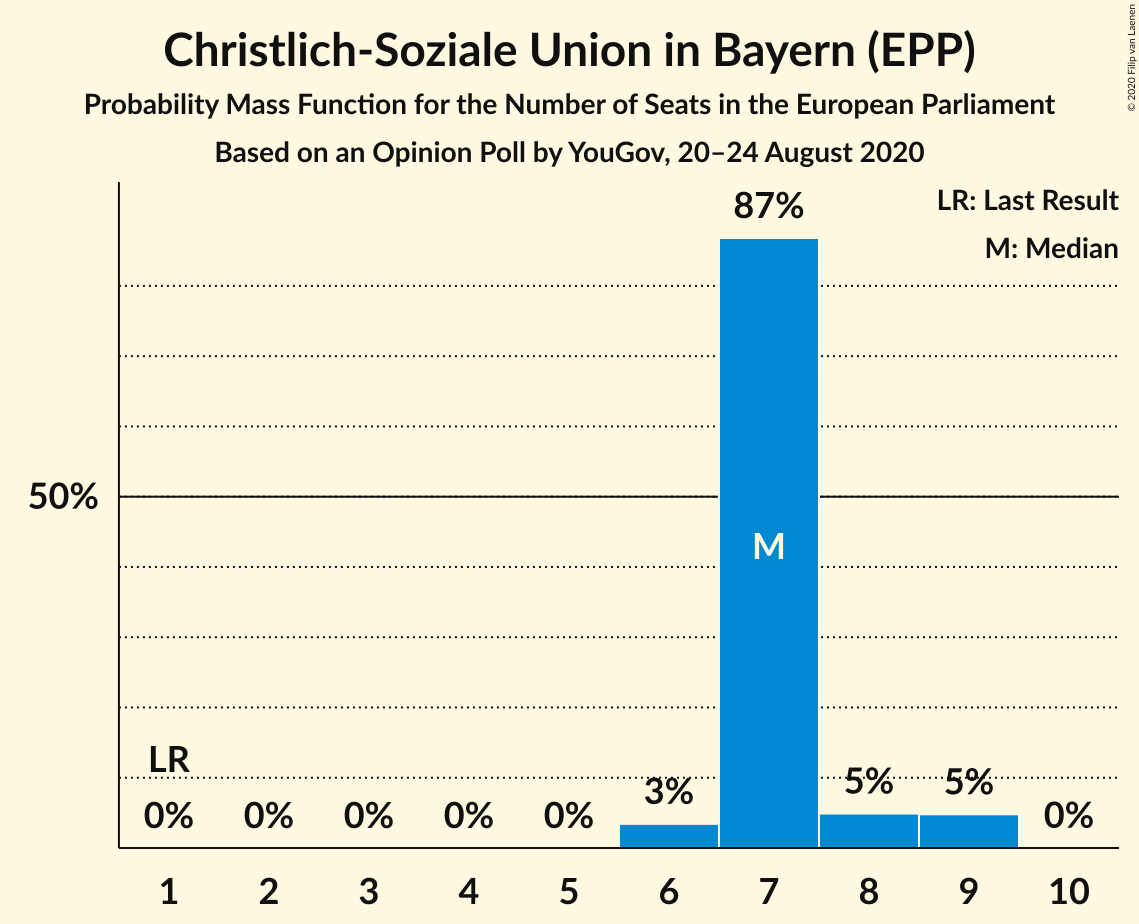 Christlich-Soziale Union in Bayern (EPP)
Probability Mass Function for the Number of Seats in the European Parliament
Based on an Opinion Poll by YouGov, 20–24 August 2020
© 2020 Filip van Laenen
LR: Last Result
M: Median
87%
50%
M
LR
0% 0% 0% 0% 0% 3% 5% 5% 0%
1 2 3 4 5 6 7 8 9 10